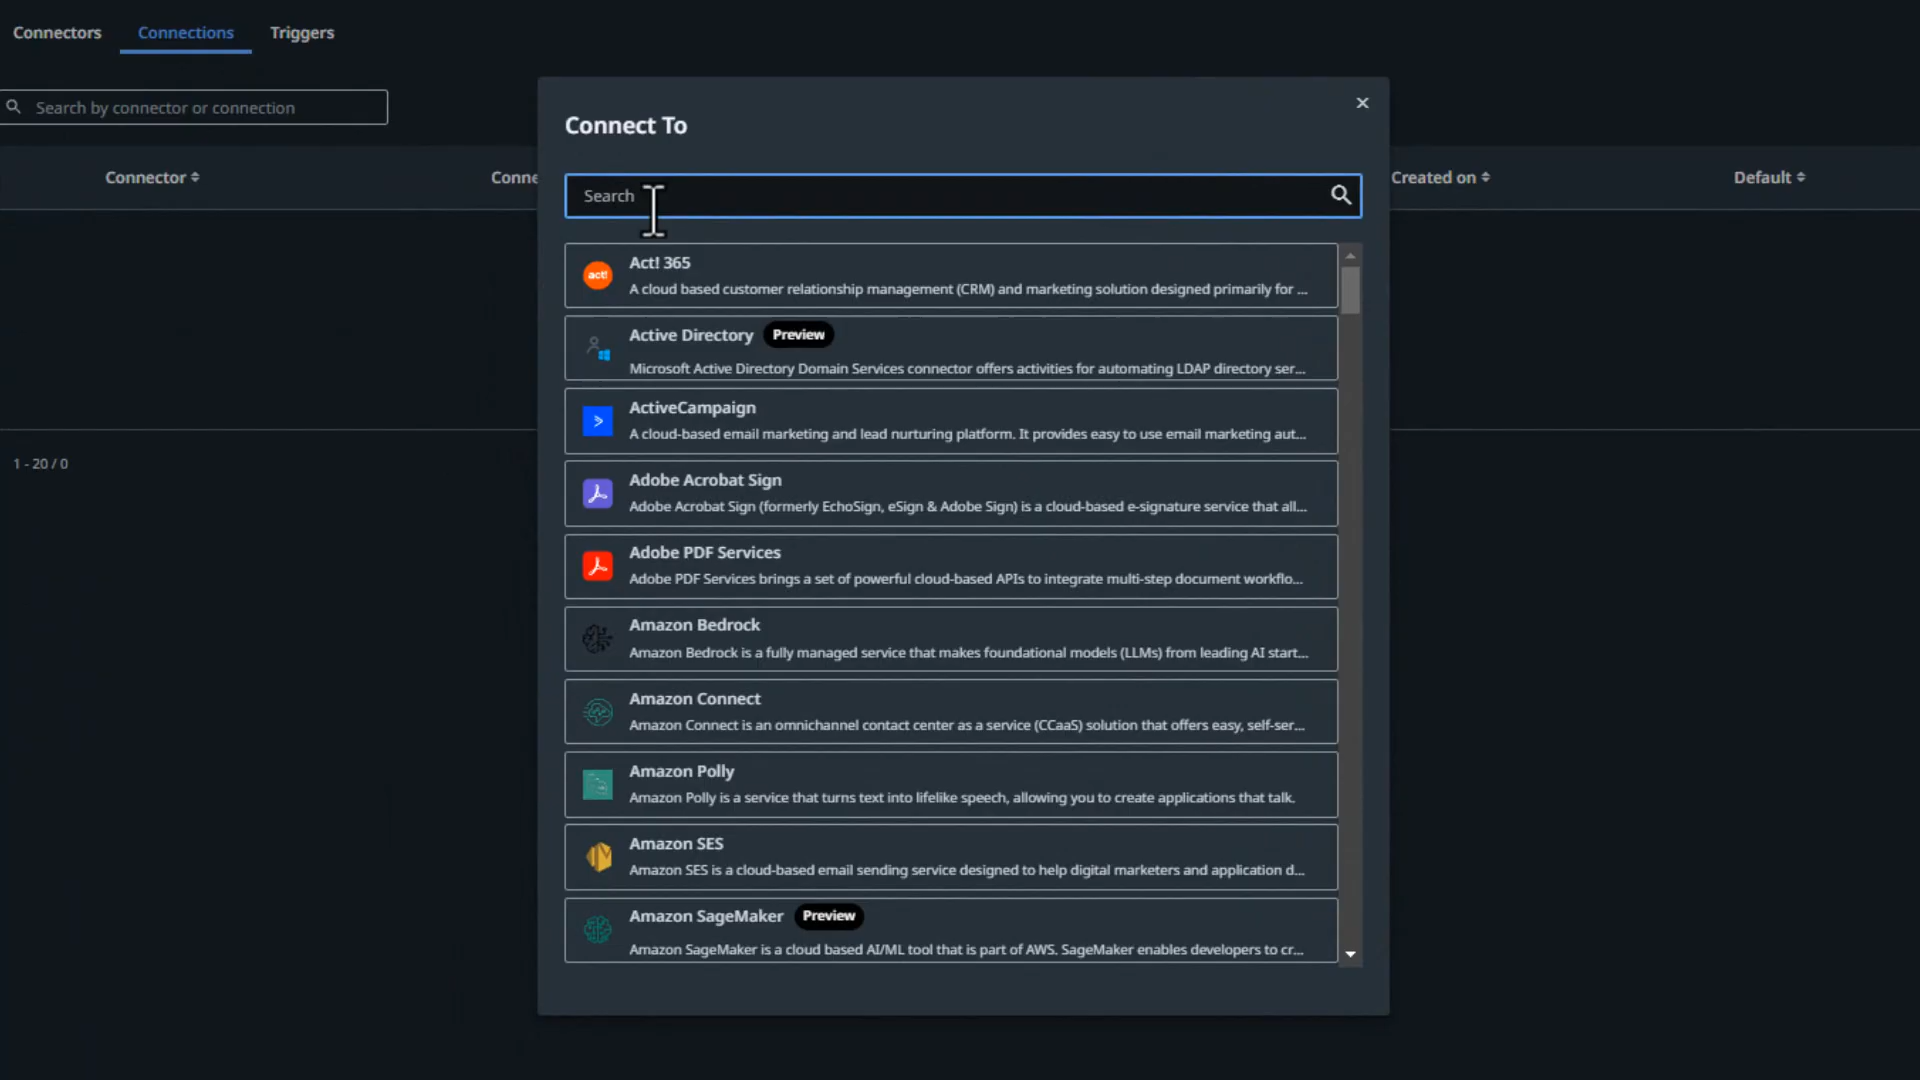 Connectors Connections Triggers
Search by connector or connection
Connector Conne Created on Default
1 - 20 / 0
Connect To
Search
act!
Act! 365
A cloud based customer relationship management (CRM) and marketing solution designed primarily for ...
Active Directory Preview
Microsoft Active Directory Domain Services connector offers activities for automating LDAP directory ser...
ActiveCampaign
A cloud-based email marketing and lead nurturing platform. It provides easy to use email marketing aut...
Adobe Acrobat Sign
Adobe Acrobat Sign (formerly EchoSign, eSign & Adobe Sign) is a cloud-based e-signature service that all...
Adobe PDF Services
Adobe PDF Services brings a set of powerful cloud-based APIs to integrate multi-step document workflo...
Amazon Bedrock
Amazon Bedrock is a fully managed service that makes foundational models (LLMs) from leading AI start...
Amazon Connect
Amazon Connect is an omnichannel contact center as a service (CCaaS) solution that offers easy, self-ser...
Amazon Polly
Amazon Polly is a service that turns text into lifelike speech, allowing you to create applications that talk.
Amazon SES
Amazon SES is a cloud-based email sending service designed to help digital marketers and application d...
Amazon SageMaker Preview
Amazon SageMaker is a cloud based AI/ML tool that is part of AWS. SageMaker enables developers to cr...